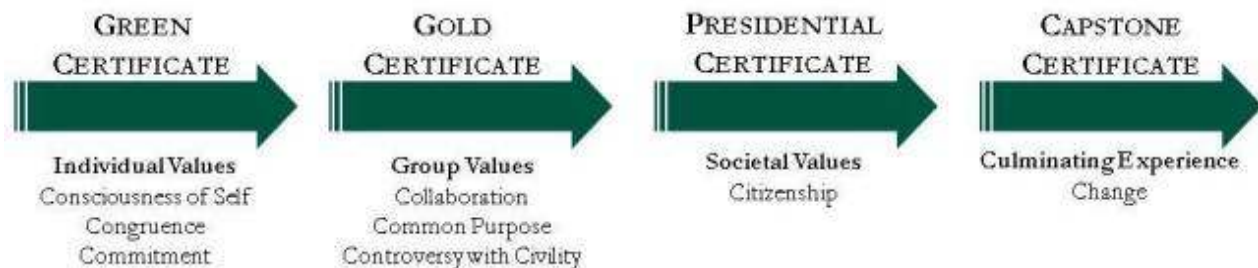 GREEN CERTIFICATE
Individual Values
Consciousness of Self
Congruence
Commitment
GOLD CERTIFICATE
Group Values
Collaboration
Common Purpose
Controversy with Civility
PRESIDENTIAL CERTIFICATE
Societal Values
Citizenship
CAPSTONE CERTIFICATE
Culminating Experience
Change